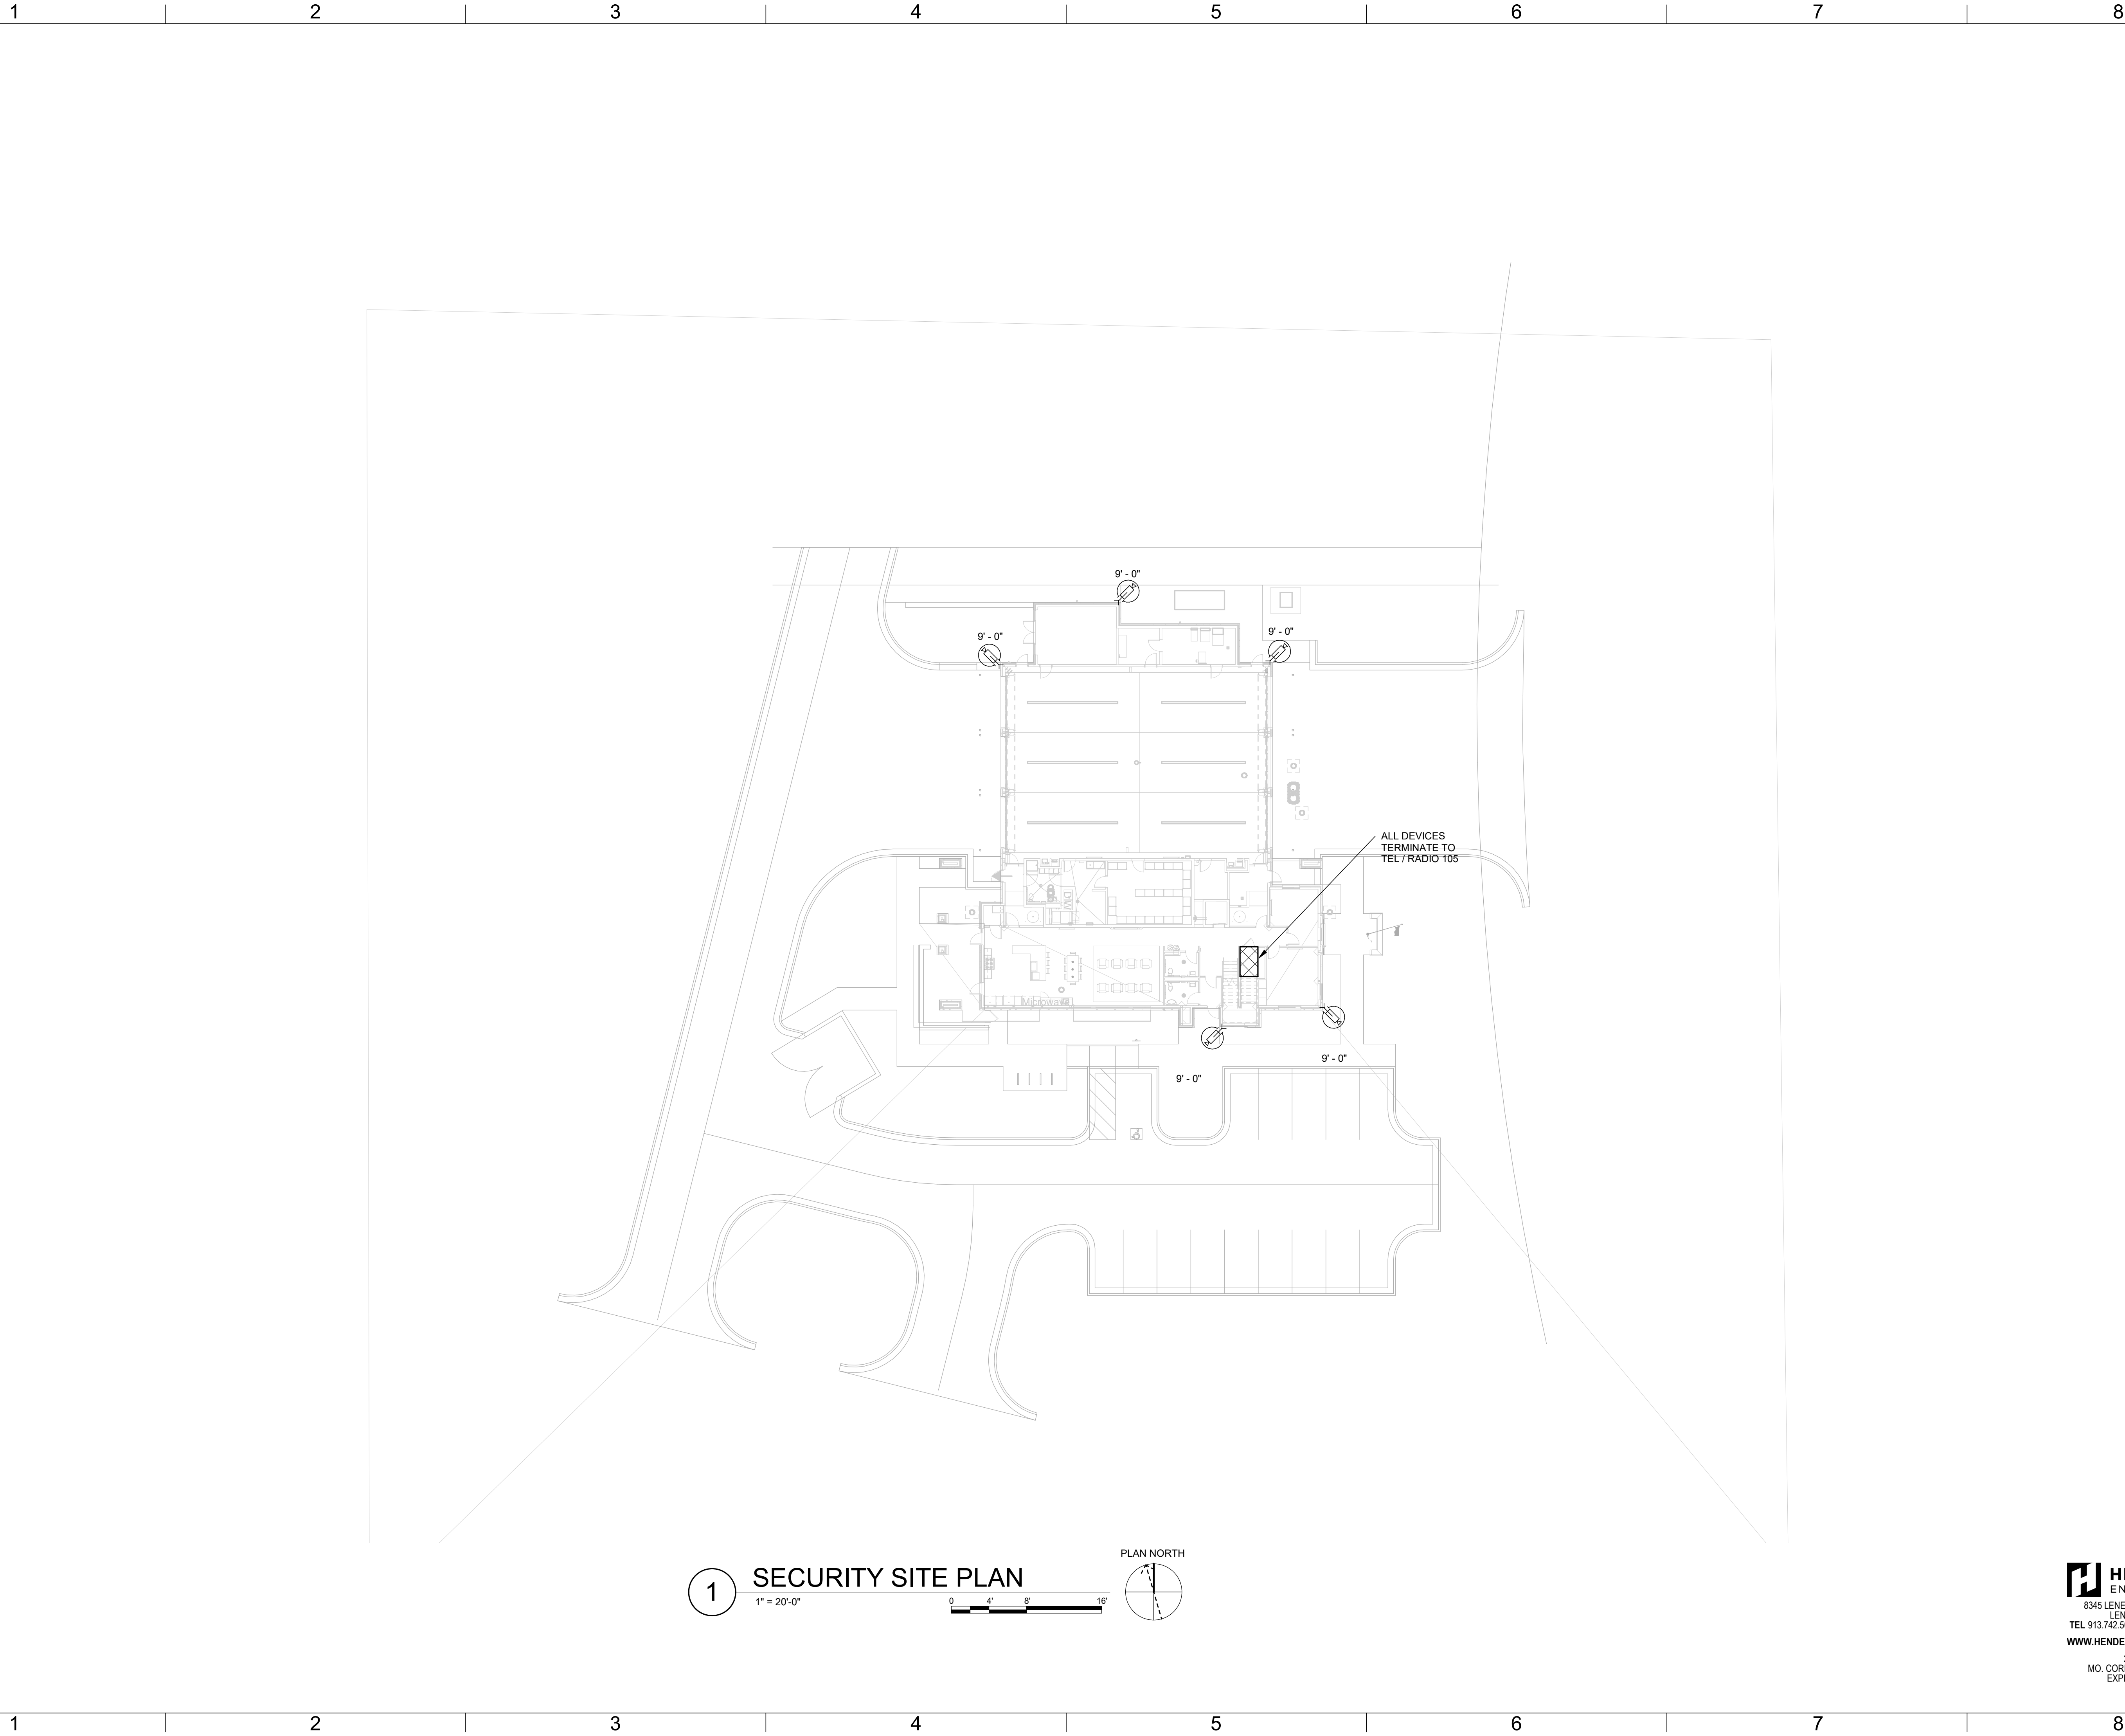 1 2 3 4 5 6 7 8
9' - 0"
9' - 0"
9' - 0"
ALL DEVICES
TERMINATE TO
TEL / RADIO 105
Microwave
9' - 0"
9' - 0"
PLAN NORTH
1
SECURITY SITE PLAN
1" = 20'-0"
0 4' 8' 16'
8345 LENE
LEN
TEL 913.742.5
WWW.HENDE
MO. COR
EXP
1 2 3 4 5 6 7 8